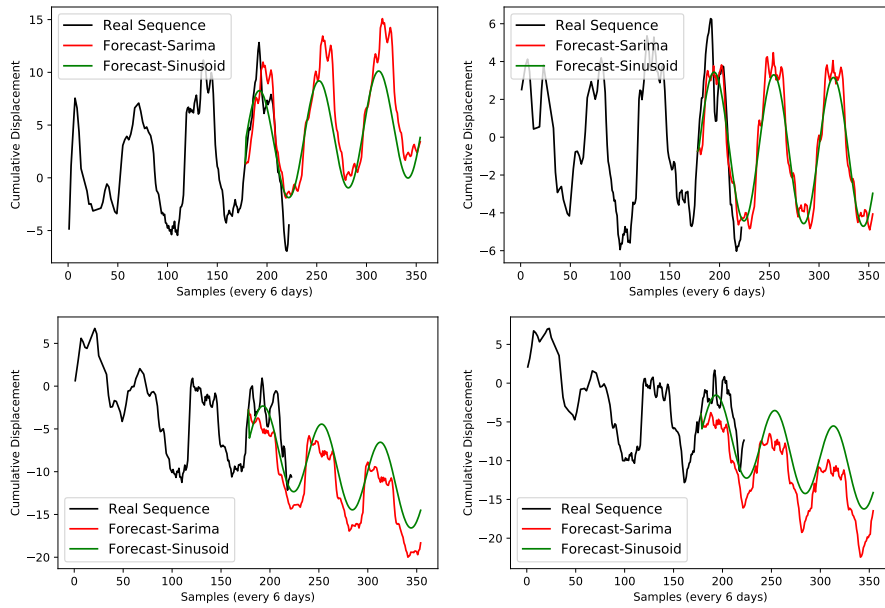 15
10
5
0
−5
Cumulative Displacement
Real Sequence
Forecast-Sarima
Forecast-Sinusoid
0 50 100 150 200 250 300 350
Samples (every 6 days)
6
4
2
0
−2
−4
−6
Cumulative Displacement
Real Sequence
Forecast-Sarima
Forecast-Sinusoid
0 50 100 150 200 250 300 350
Samples (every 6 days)
5
0
−5
−10
−15
−20
Cumulative Displacement
Real Sequence
Forecast-Sarima
Forecast-Sinusoid
0 50 100 150 200 250 300 350
Samples (every 6 days)
5
0
−5
−10
−15
−20
Cumulative Displacement
Real Sequence
Forecast-Sarima
Forecast-Sinusoid
0 50 100 150 200 250 300 350
Samples (every 6 days)